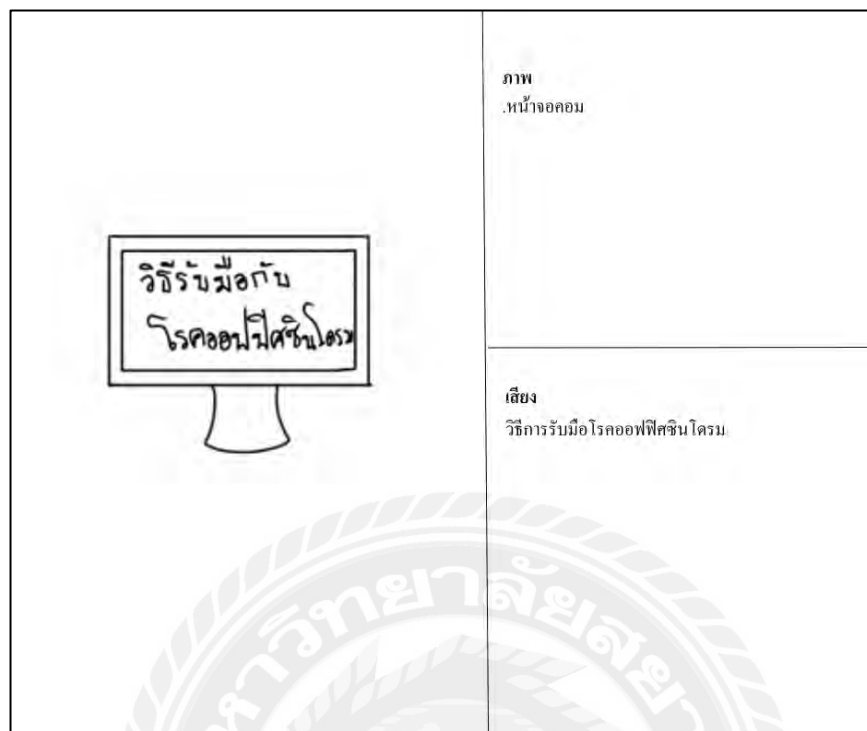 วิธีรับมือกับ
โรคออฟฟิศซินโดรม
ภาพ
.หน้าจอคอม
เสียง
วิธีการรับมือโรคออฟฟิศซินโดรม